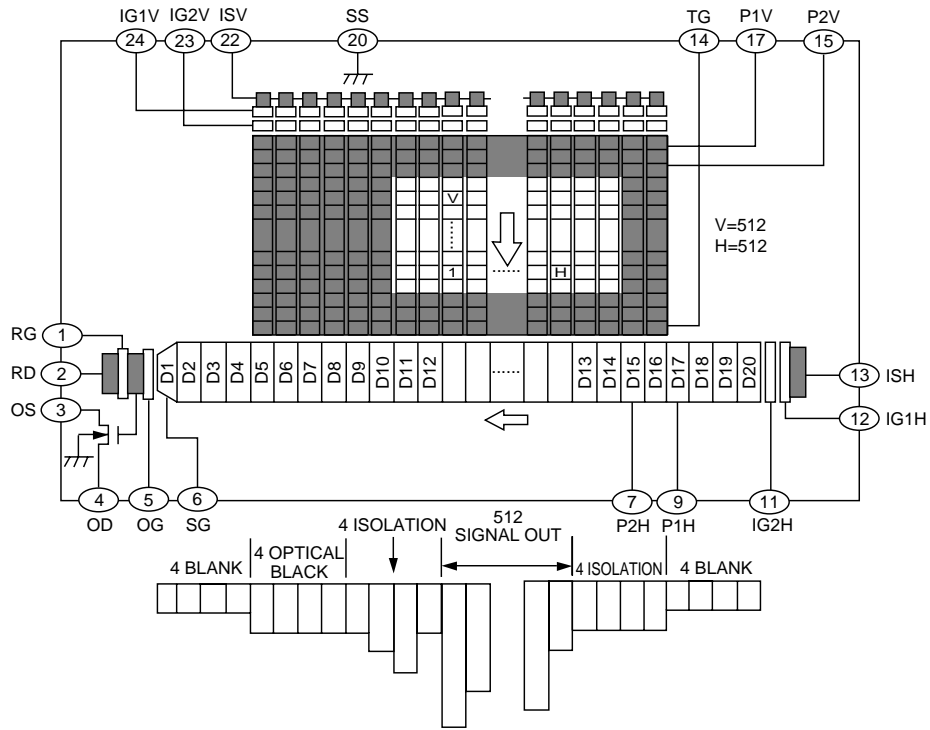 IG1V IG2V ISV SS TG P1V P2V
24 23 22 20 14 17 15
V
1 ...... H
V=512
H=512
RG 1
RD 2
OS 3
D1 D2 D3 D4 D5 D6 D7 D8 D9 D10 D11 D12 ...... D13 D14 D15 D16 D17 D18 D19 D20
13 ISH
12 IG1H
4 5 6 7 9 11
OD OG SG P2H P1H IG2H
4 BLANK
4 OPTICAL
BLACK
4 ISOLATION
512
SIGNAL OUT
4 ISOLATION
4 BLANK